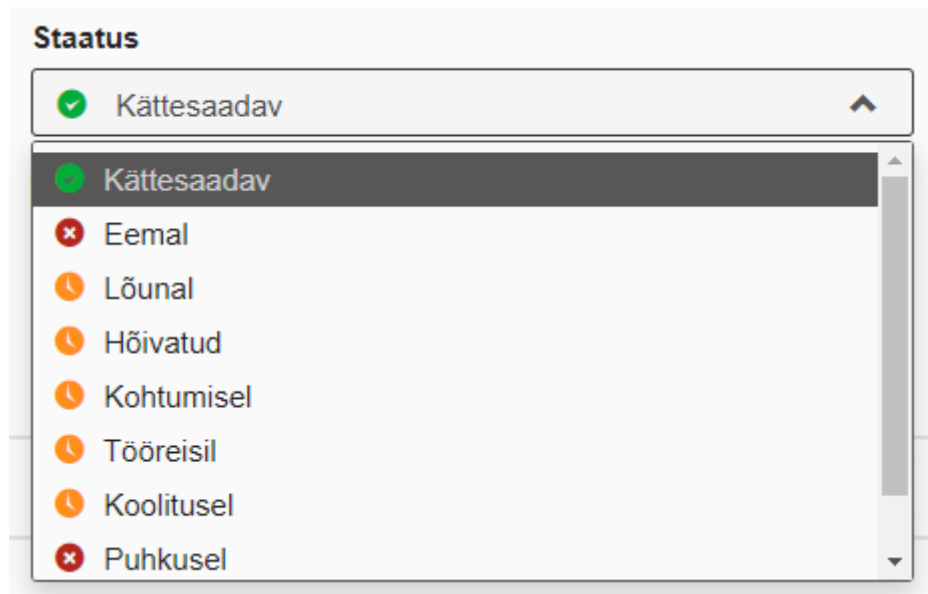 Staatus
Kättesaadav
Kättesaadav
Eemal
Lõunal
Hõivatud
Kohtumisel
Tööreisil
Koolitusel
Puhkusel